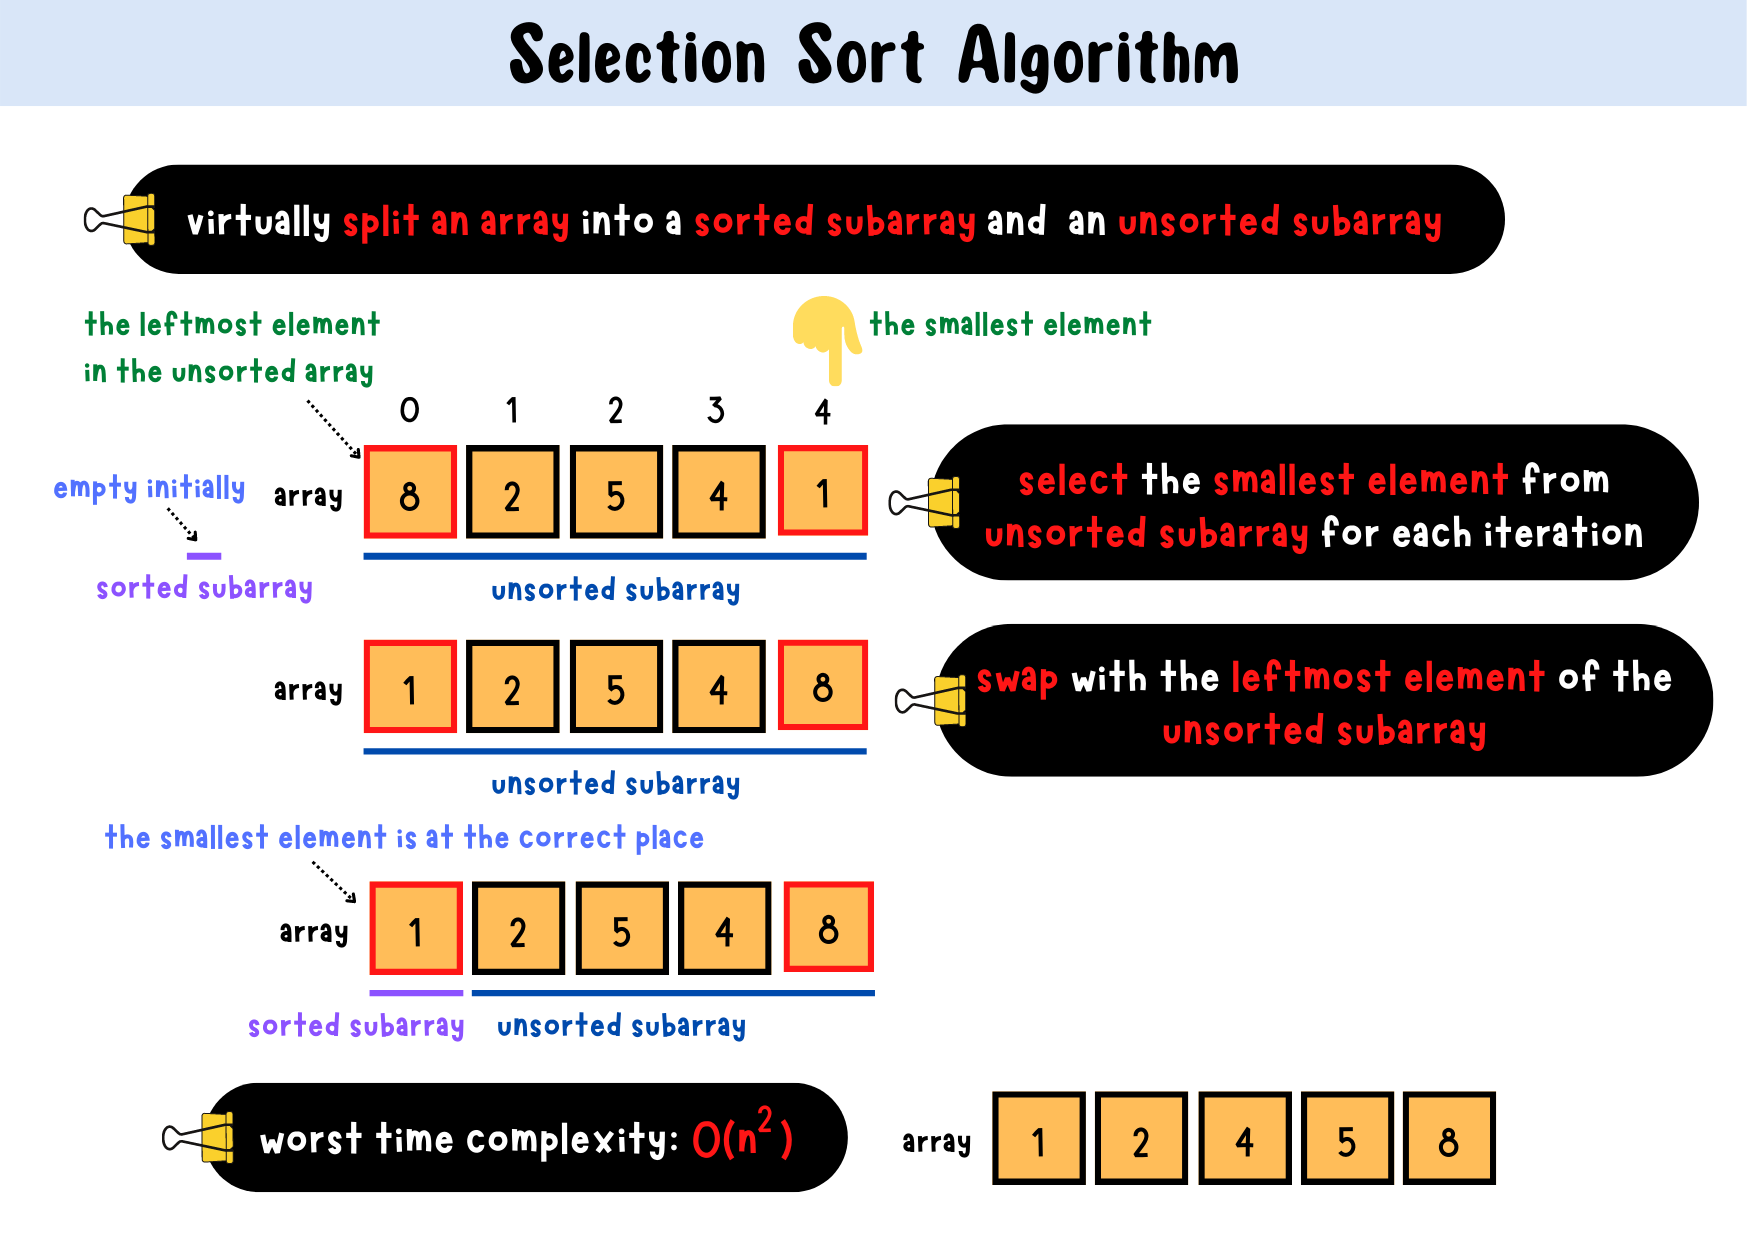 Selection Sort Algorithm
virtually split an array into a sorted subarray and an unsorted subarray
the leftmost element
in the unsorted array
the smallest element
0 1 2 3 4
empty initially
array 8 2 5 4 1
select the smallest element from
unsorted subarray for each iteration
sorted subarray
unsorted subarray
array 1 2 5 4 8
swap with the leftmost element of the
unsorted subarray
unsorted subarray
the smallest element is at the correct place
array 1 2 5 4 8
sorted subarray unsorted subarray
worst time complexity: O(n²)
array 1 2 4 5 8